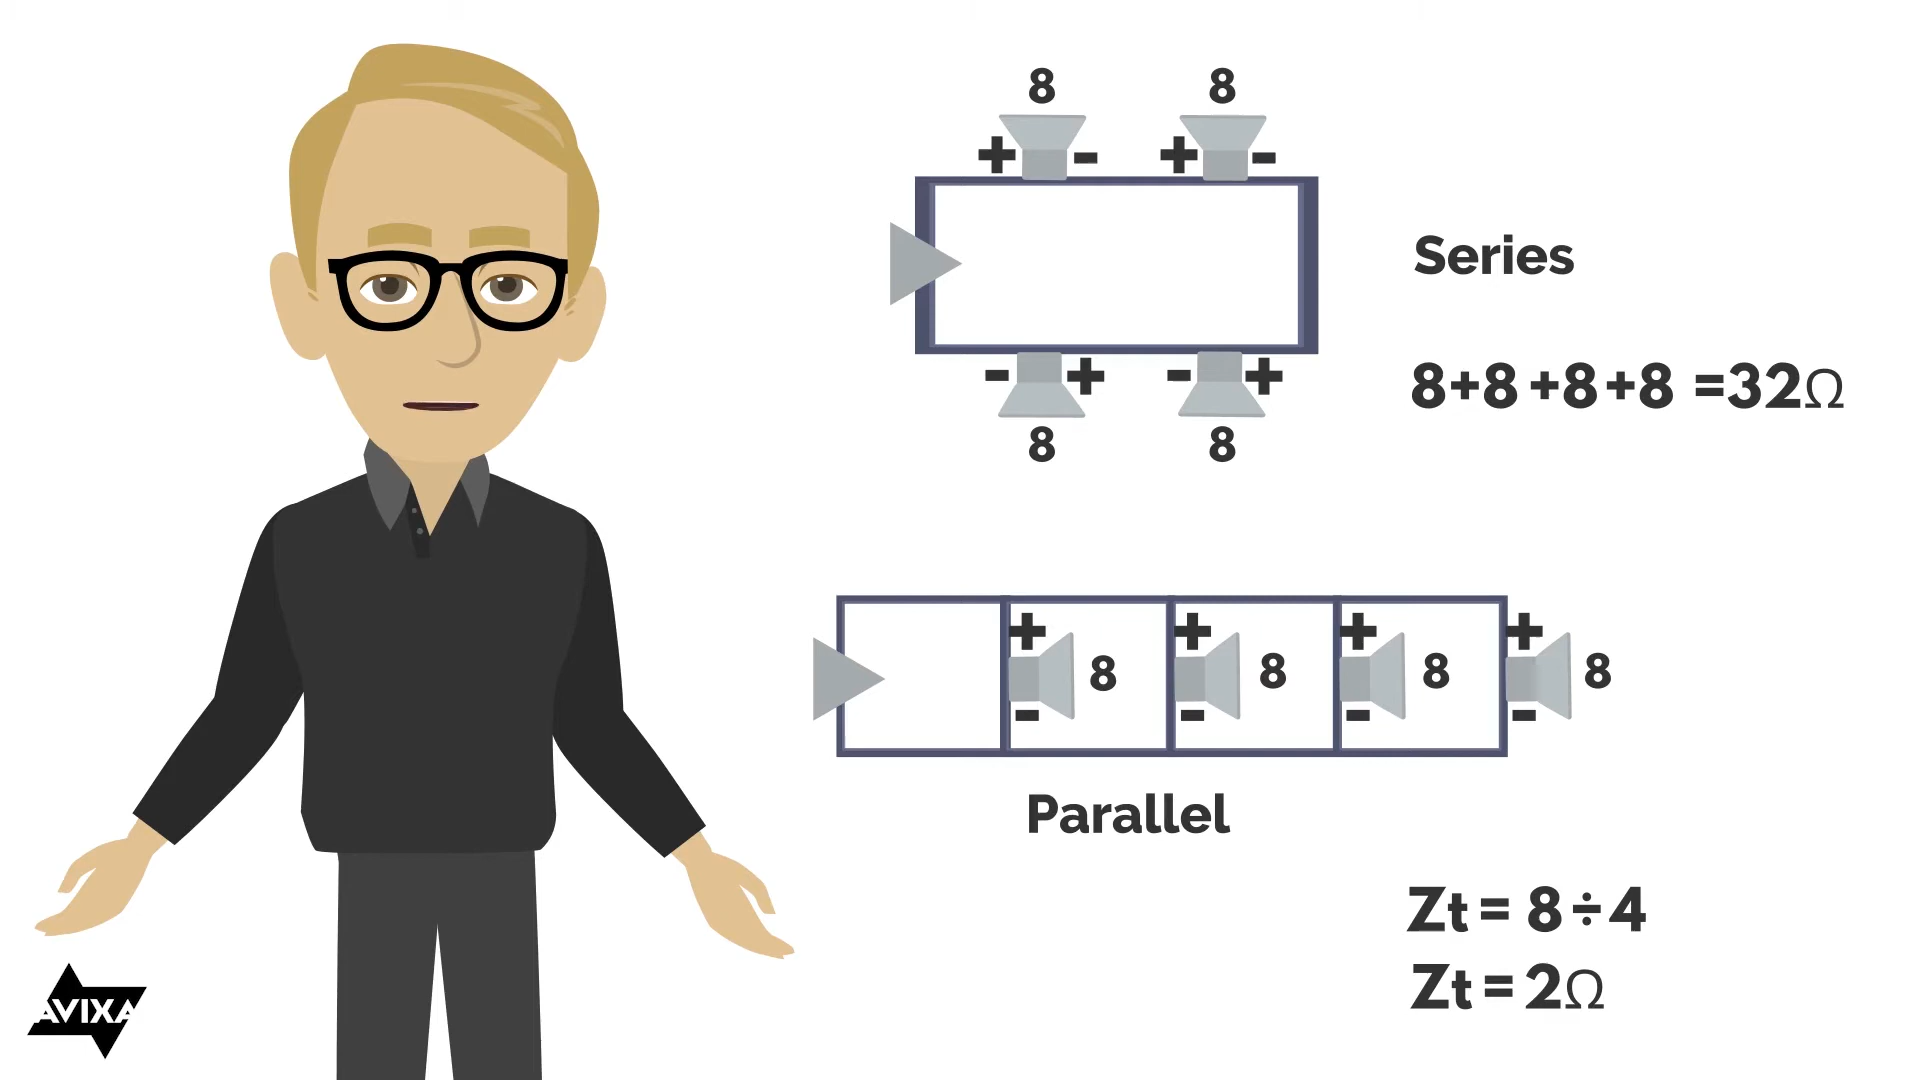 8 8
+ - + -
Series
8+8+8+8=32Ω
- + - +
8 8
+ + + +
8 8 8 8
- - - -
Parallel
Zt = 8÷4
Zt = 2Ω
AVIXA